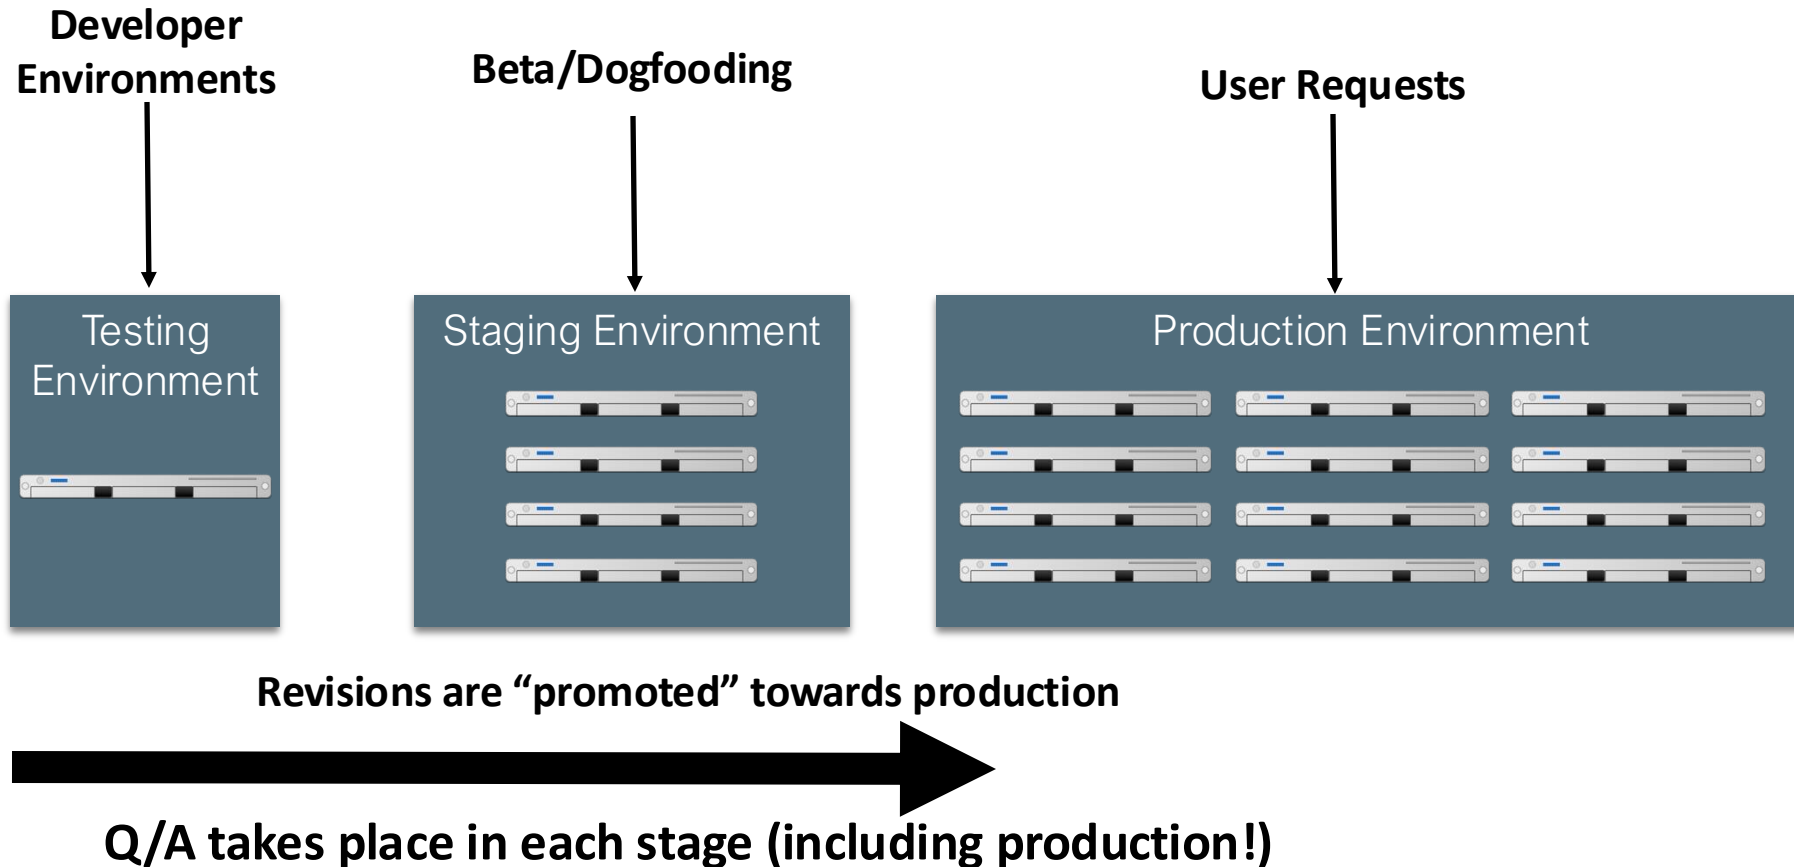 Developer
Environments
Beta/Dogfooding
User Requests
Testing
Environment
Staging Environment
Production Environment
Revisions are “promoted” towards production
Q/A takes place in each stage (including production!)